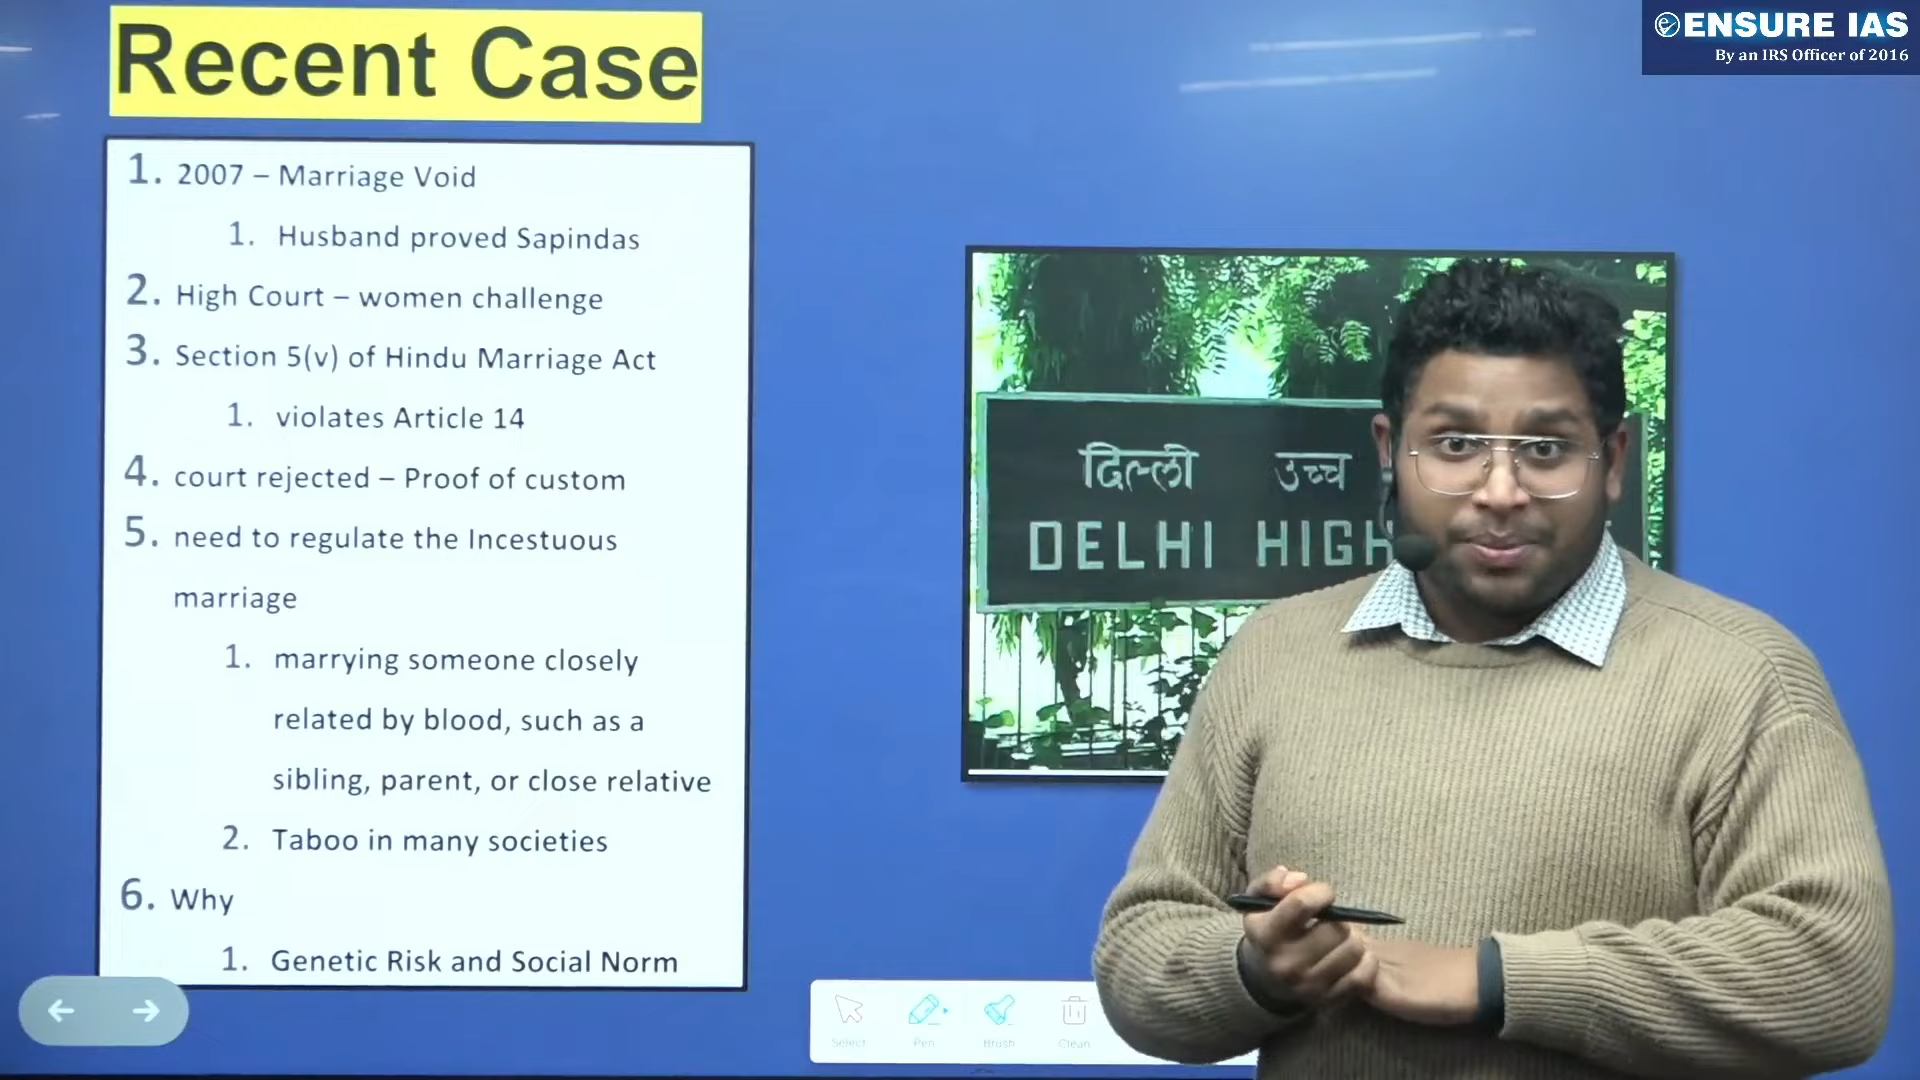 Recent Case
ENSURE IAS
By an IRS Officer of 2016
1. 2007 – Marriage Void
1. Husband proved Sapindas
2. High Court – women challenge
3. Section 5(v) of Hindu Marriage Act
1. violates Article 14
4. court rejected – Proof of custom
5. need to regulate the Incestuous
marriage
1. marrying someone closely
related by blood, such as a
sibling, parent, or close relative
2. Taboo in many societies
6. Why
1. Genetic Risk and Social Norm
दिल्ली उच्च
DELHI HIGH
Select Pen Brush Clean